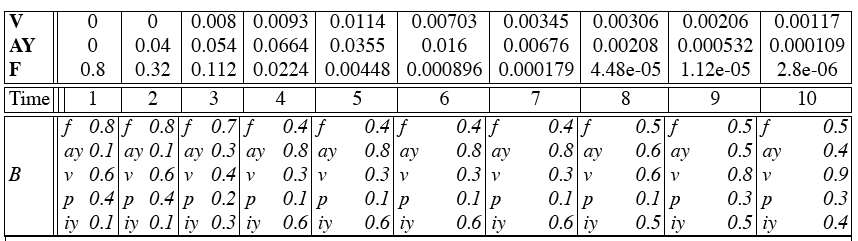 V 0 0 0.008 0.0093 0.0114 0.00703 0.00345 0.00306 0.00206 0.00117
AY 0 0.04 0.054 0.0664 0.0355 0.016 0.00676 0.00208 0.000532 0.000109
F 0.8 0.32 0.112 0.0224 0.00448 0.000896 0.000179 4.48e-05 1.12e-05 2.8e-06
Time 1 2 3 4 5 6 7 8 9 10
f 0.8 f 0.8 f 0.7 f 0.4 f 0.4 f 0.4 f 0.4 f 0.5 f 0.5 f 0.5
ay 0.1 ay 0.1 ay 0.3 ay 0.8 ay 0.8 ay 0.8 ay 0.8 ay 0.6 ay 0.5 ay 0.4
B v 0.6 v 0.6 v 0.4 v 0.3 v 0.3 v 0.3 v 0.3 v 0.6 v 0.8 v 0.9
p 0.4 p 0.4 p 0.2 p 0.1 p 0.1 p 0.1 p 0.1 p 0.1 p 0.3 p 0.3
iy 0.1 iy 0.1 iy 0.3 iy 0.6 iy 0.6 iy 0.6 iy 0.6 iy 0.5 iy 0.5 iy 0.4